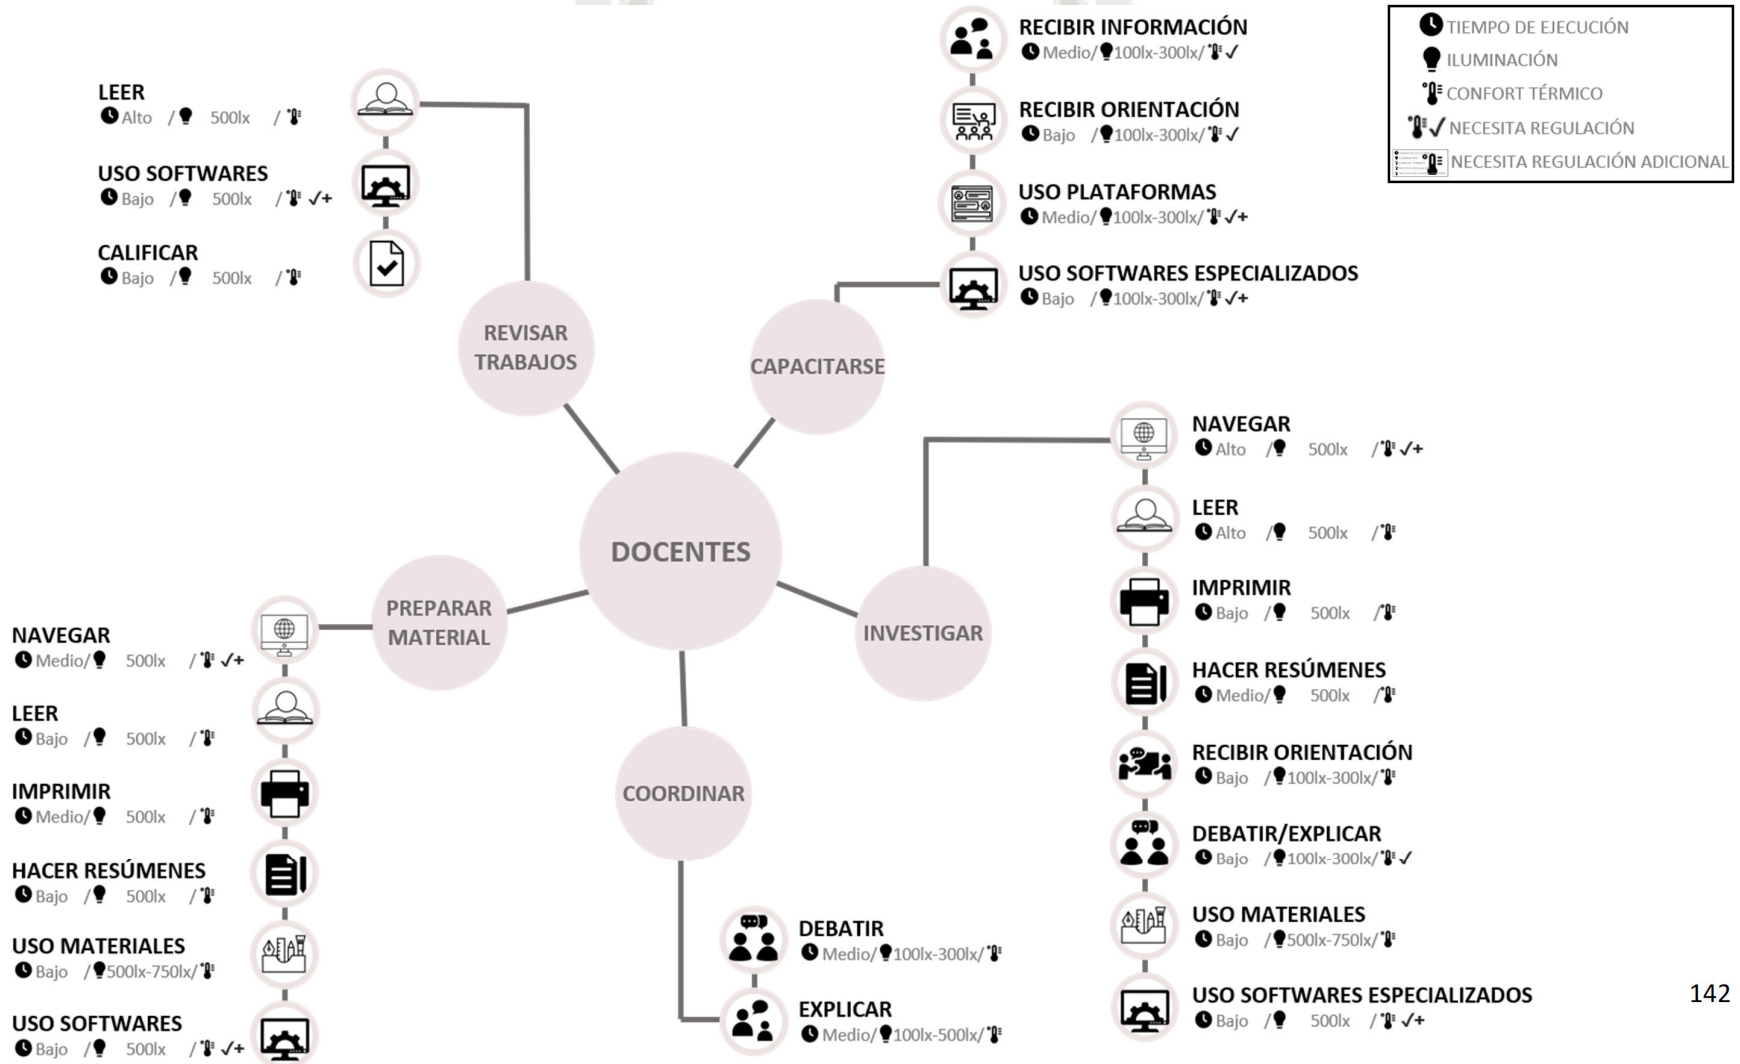 TIEMPO DE EJECUCIÓN
ILUMINACIÓN
CONFORT TÉRMICO
NECESITA REGULACIÓN
NECESITA REGULACIÓN ADICIONAL
LEER
Alto / 500lx /
USO SOFTWARES
Bajo / 500lx / ✓+
CALIFICAR
Bajo / 500lx /
REVISAR
TRABAJOS
RECIBIR INFORMACIÓN
Medio/ 100lx-300lx/ ✓
RECIBIR ORIENTACIÓN
Bajo / 100lx-300lx/ ✓
USO PLATAFORMAS
Medio/ 100lx-300lx/ ✓+
USO SOFTWARES ESPECIALIZADOS
Bajo / 100lx-300lx/ ✓+
CAPACITARSE
DOCENTES
NAVEGAR
Alto / 500lx / ✓+
LEER
Alto / 500lx /
IMPRIMIR
Bajo / 500lx /
HACER RESÚMENES
Medio/ 500lx /
RECIBIR ORIENTACIÓN
Bajo / 100lx-300lx/
DEBATIR/EXPLICAR
Bajo / 100lx-300lx/ ✓
USO MATERIALES
Bajo / 500lx-750lx/
USO SOFTWARES ESPECIALIZADOS
Bajo / 500lx / ✓+
INVESTIGAR
PREPARAR
MATERIAL
NAVEGAR
Medio/ 500lx / ✓+
LEER
Bajo / 500lx /
IMPRIMIR
Medio/ 500lx /
HACER RESÚMENES
Bajo / 500lx /
USO MATERIALES
Bajo / 500lx-750lx/
USO SOFTWARES
Bajo / 500lx / ✓+
COORDINAR
DEBATIR
Medio/ 100lx-300lx/
EXPLICAR
Medio/ 100lx-500lx/
142